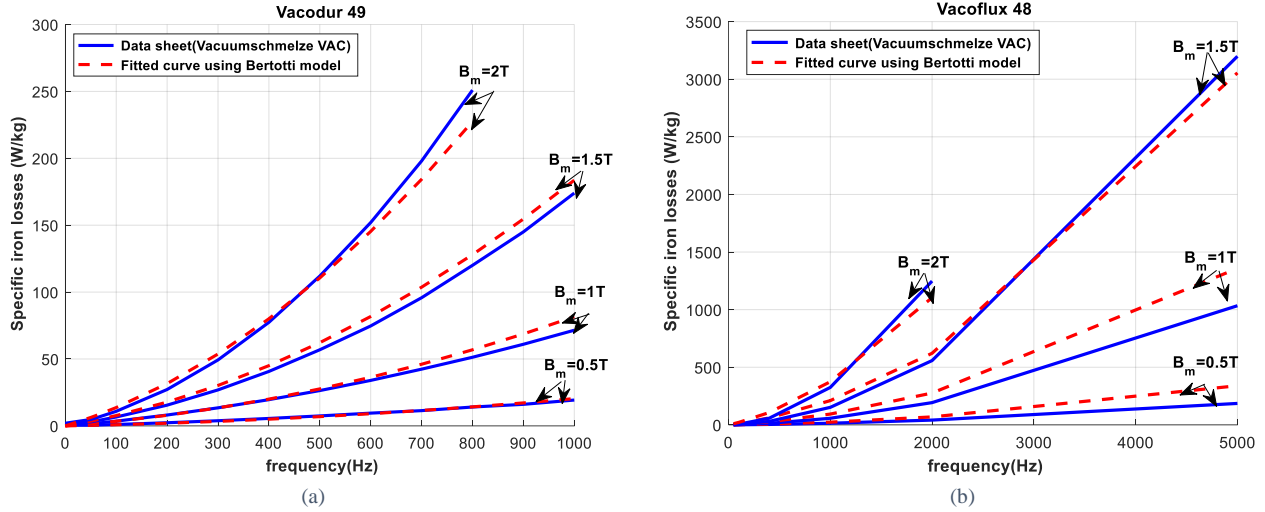 Vacodur 49
300
250
200
150
100
50
0
Specific iron losses (W/kg)
Data sheet(Vacuumschmelze VAC)
Fitted curve using Bertotti model
B_m=2T
B_m=1.5T
B_m=1T
B_m=0.5T
0 100 200 300 400 500 600 700 800 900 1000
frequency(Hz)
(a)
Vacoflux 48
3500
3000
2500
2000
1500
1000
500
0
Specific iron losses (W/kg)
Data sheet(Vacuumschmelze VAC)
Fitted curve using Bertotti model
B_m=1.5T
B_m=2T
B_m=1T
B_m=0.5T
0 1000 2000 3000 4000 5000
frequency(Hz)
(b)